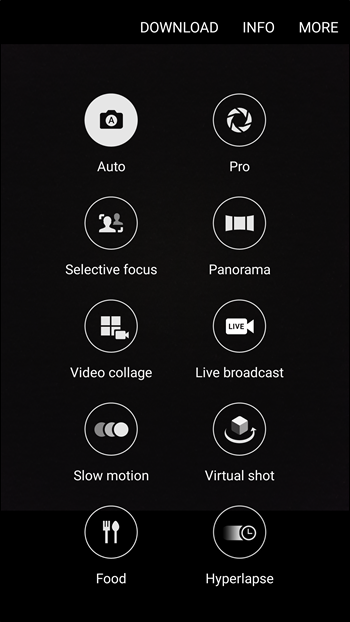 DOWNLOAD INFO MORE
A
Auto Pro
Selective focus Panorama
LIVE
Video collage Live broadcast
Slow motion Virtual shot
Food Hyperlapse